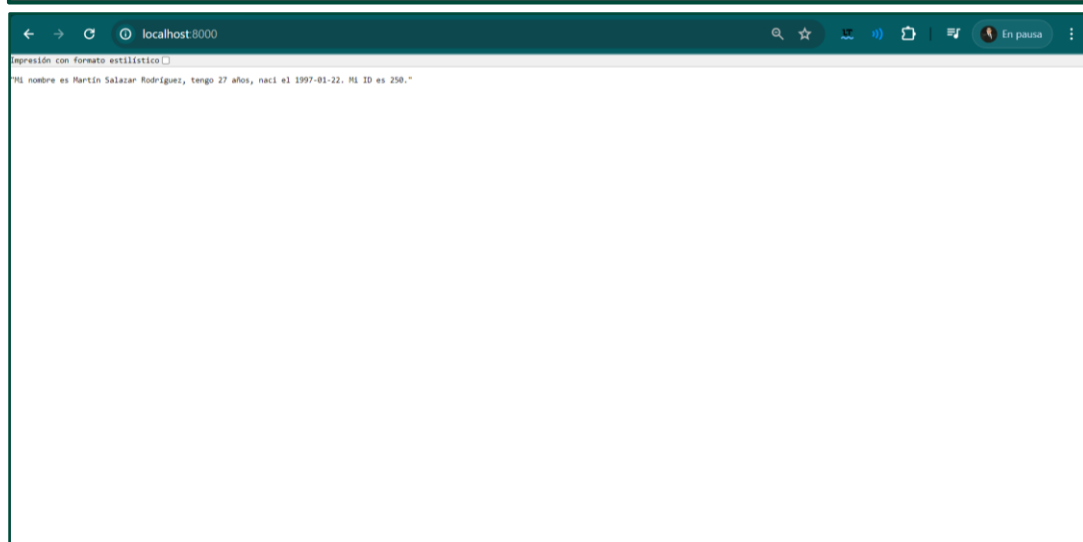 localhost:8000
En pausa
Impresión con formato estilístico
"Mi nombre es Martín Salazar Rodríguez, tengo 27 años, naci el 1997-01-22. Mi ID es 250."